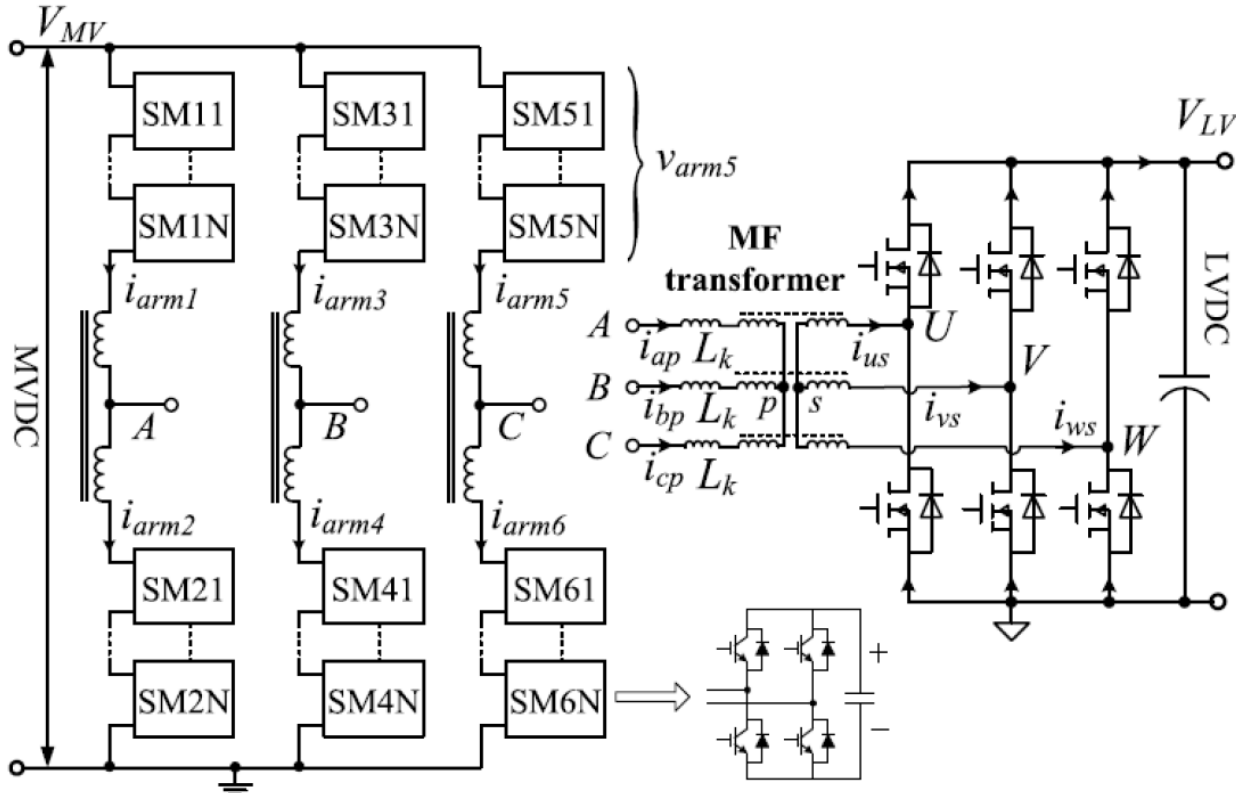 V_MV
SM11
SM31
SM51
SM1N
SM3N
SM5N
v_arm5
i_arm1
i_arm3
i_arm5
A
B
C
i_arm2
i_arm4
i_arm6
SM21
SM41
SM61
SM2N
SM4N
SM6N
MVDC
MF
transformer
A
i_ap L_k
B
i_bp L_k
C
i_cp L_k
p s
i_us
U
V
i_vs
i_ws
W
V_LV
LVDC
+
−